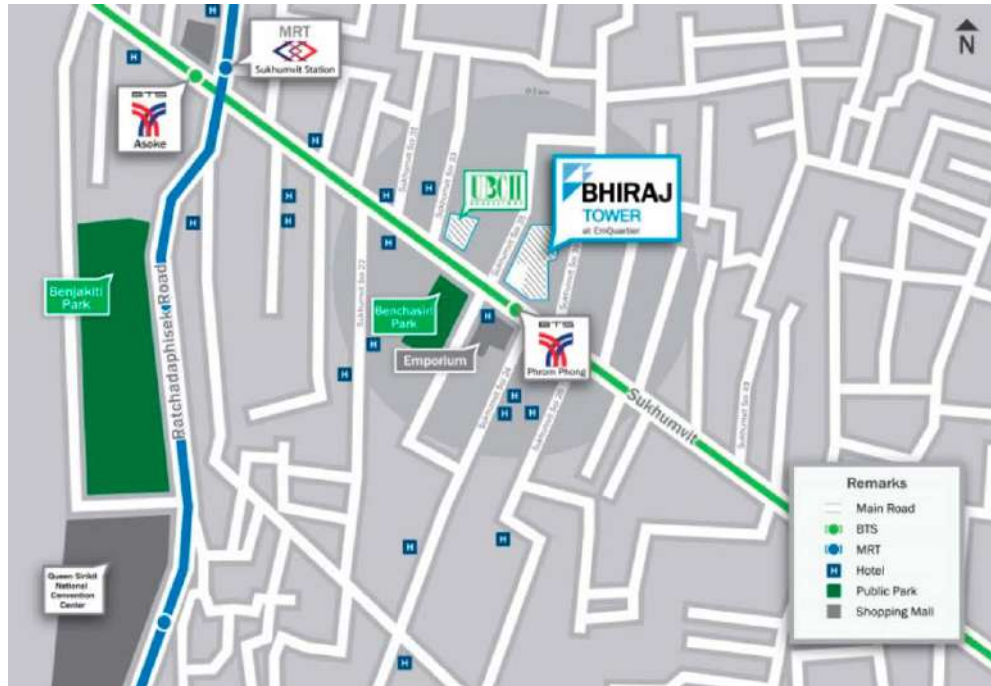 N
MRT
Sukhumvit Station
BTS
Asoke
UBCII
BHIRAJ
TOWER
at EmQuartier
Benjakiti
Park
Ratchadaphisek Road
Sukhumvit Soi 23
Sukhumvit Soi 22
Benchasiri
Park
Emporium
BTS
Phrom Phong
Sukhumvit Soi 24
Sukhumvit Soi 26
Sukhumvit
Sukhumvit Soi 49
Queen Sirikit
National
Convention
Center
Remarks
Main Road
BTS
MRT
H Hotel
Public Park
Shopping Mall